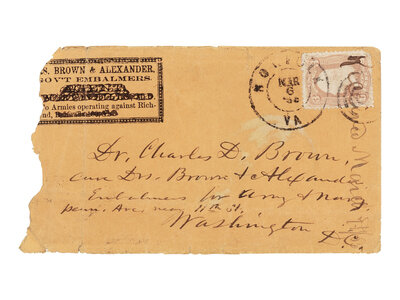 S. BROWN & ALEXANDER,
GOV'T EMBALMERS.
To Armies operating against Rich-
nd,
NORFOLK
MAR
6
VA
Dr. Charles D. Brown,
care Drs. Brown & Alexander
Embalmers for Army & Navy
penn. Ave. near 11th St.
Washington
D.C.